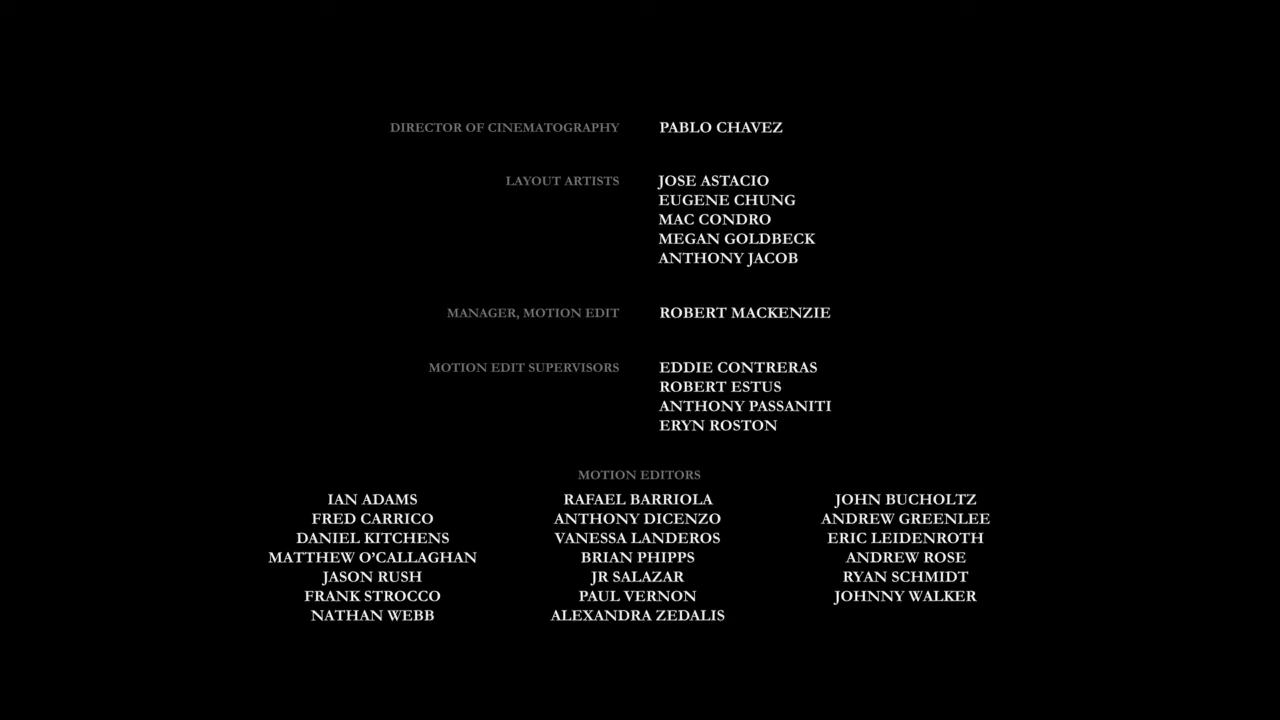 DIRECTOR OF CINEMATOGRAPHY PABLO CHAVEZ
LAYOUT ARTISTS JOSE ASTACIO
EUGENE CHUNG
MAC CONDRO
MEGAN GOLDBECK
ANTHONY JACOB
MANAGER, MOTION EDIT ROBERT MACKENZIE
MOTION EDIT SUPERVISORS EDDIE CONTRERAS
ROBERT ESTUS
ANTHONY PASSANITI
ERYN ROSTON
MOTION EDITORS
IAN ADAMS RAFAEL BARRIOLA JOHN BUCHOLTZ
FRED CARRICO ANTHONY DICENZO ANDREW GREENLEE
DANIEL KITCHENS VANESSA LANDEROS ERIC LEIDENROTH
MATTHEW O’CALLAGHAN BRIAN PHIPPS ANDREW ROSE
JASON RUSH JR SALAZAR RYAN SCHMIDT
FRANK STROCCO PAUL VERNON JOHNNY WALKER
NATHAN WEBB ALEXANDRA ZEDALIS